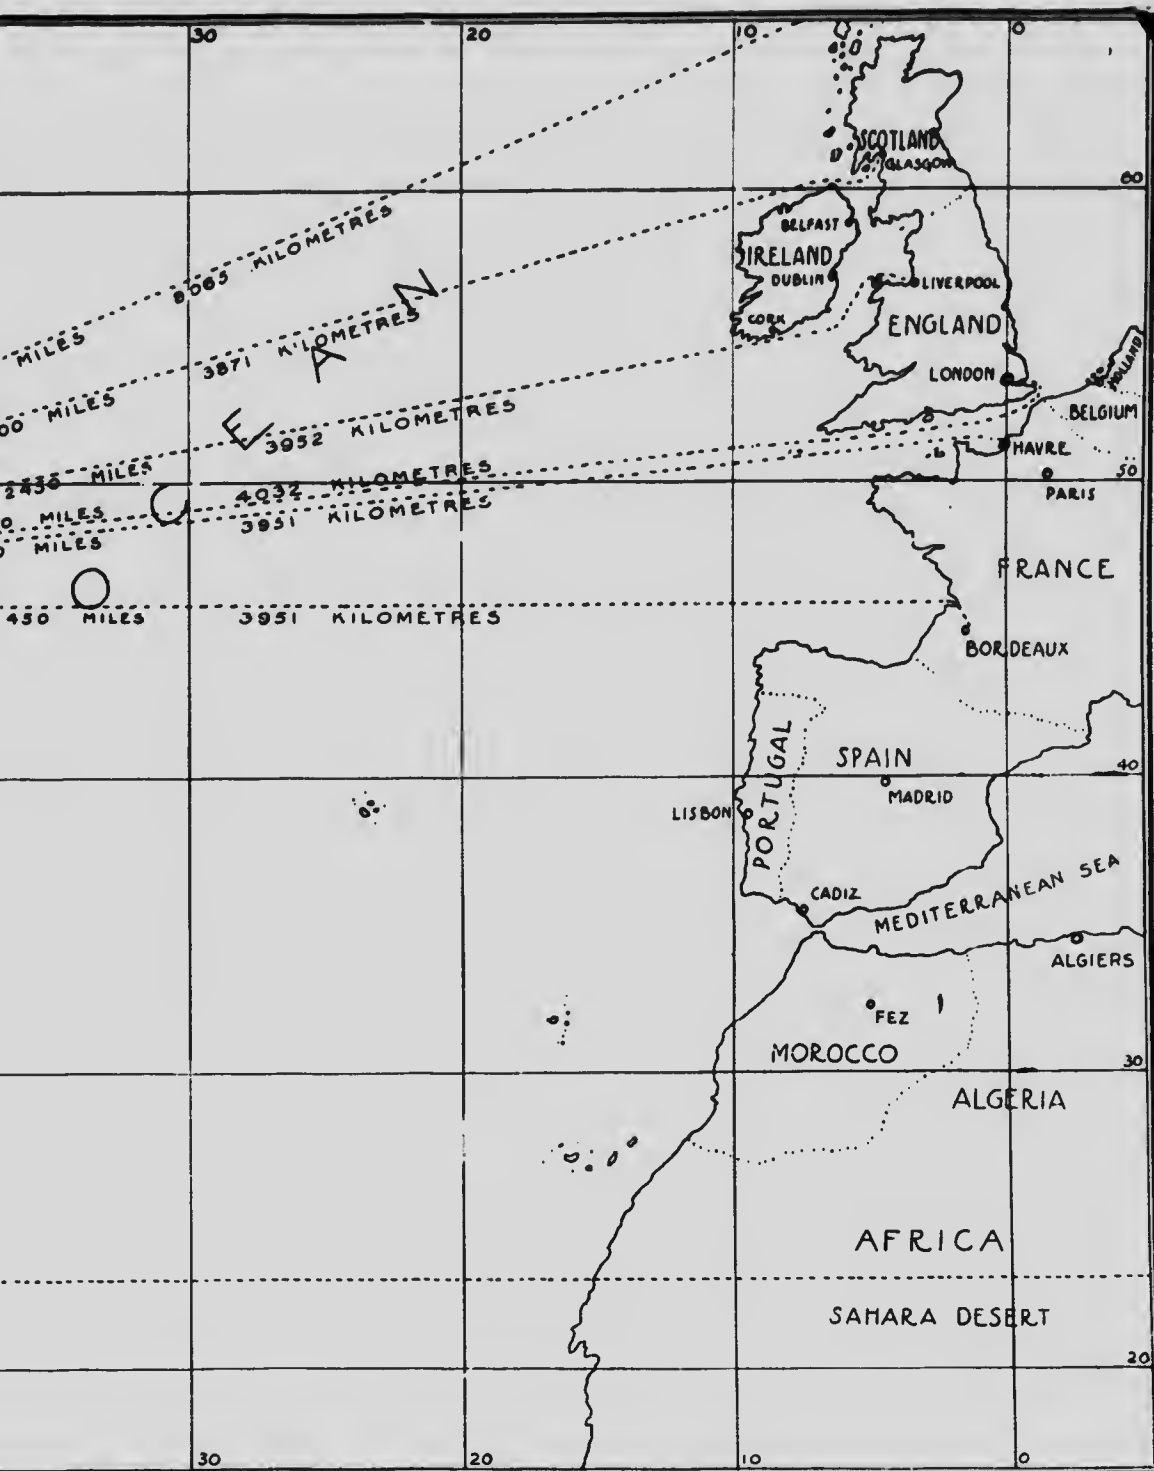 30
20
10
0
SCOTLAND
GLASGOW
60
BELFAST
IRELAND
DUBLIN
LIVERPOOL
CORK
ENGLAND
LONDON
HOLLAND
BELGIUM
HAVRE
50
PARIS
FRANCE
BORDEAUX
MILES
KILOMETRES
00 MILES
3871 KILOMETRES
2430 MILES
3952 KILOMETRES
0 MILES
4032 KILOMETRES
MILES
3951 KILOMETRES
450 MILES
3951 KILOMETRES
O
C
E
A
N
PORTUGAL
SPAIN
40
MADRID
LISBON
CADIZ
MEDITERRANEAN SEA
ALGIERS
FEZ
MOROCCO
30
ALGERIA
AFRICA
SAHARA DESERT
20
30
20
10
0